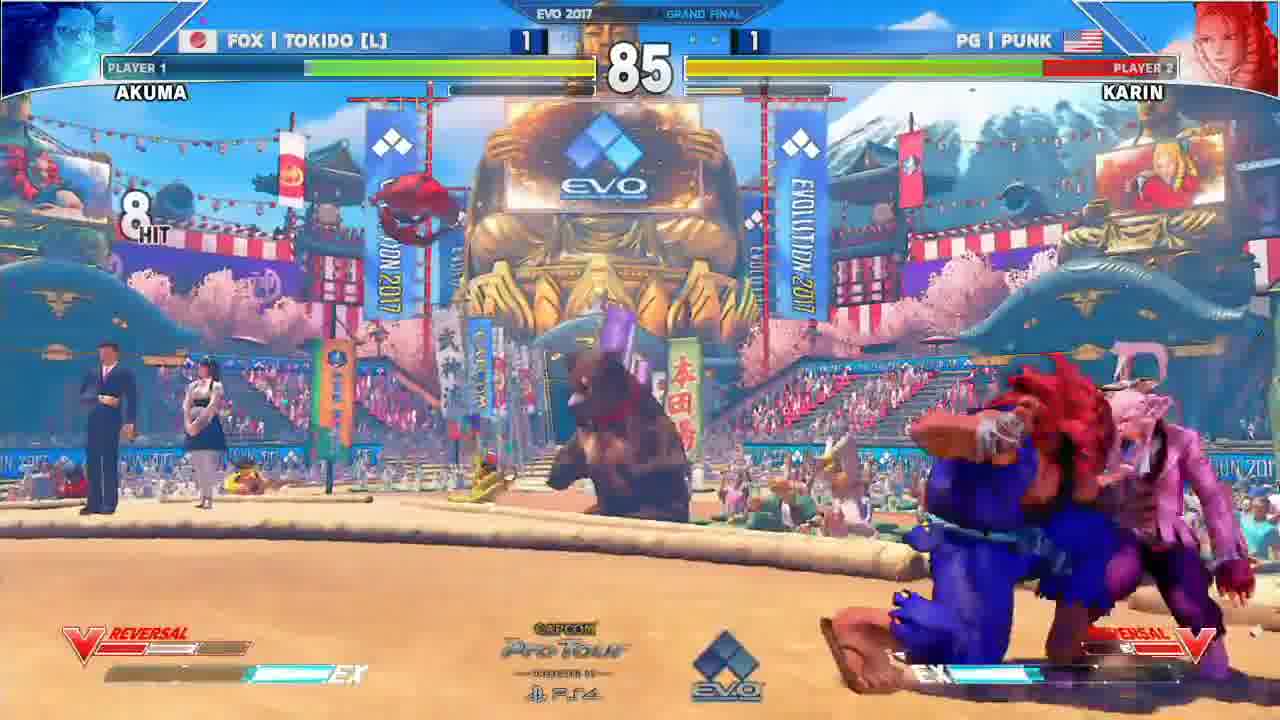 EVO 2017 GRAND FINAL
FOX | TOKIDO [L]
1
85
1
PG | PUNK
PLAYER 1
PLAYER 2
AKUMA
KARIN
EVO
8
HIT
EVOLUTION 2017
本田
REVERSAL
EX
CAPCOM
Pro Tour
PS4
EVO
REVERSAL
EX